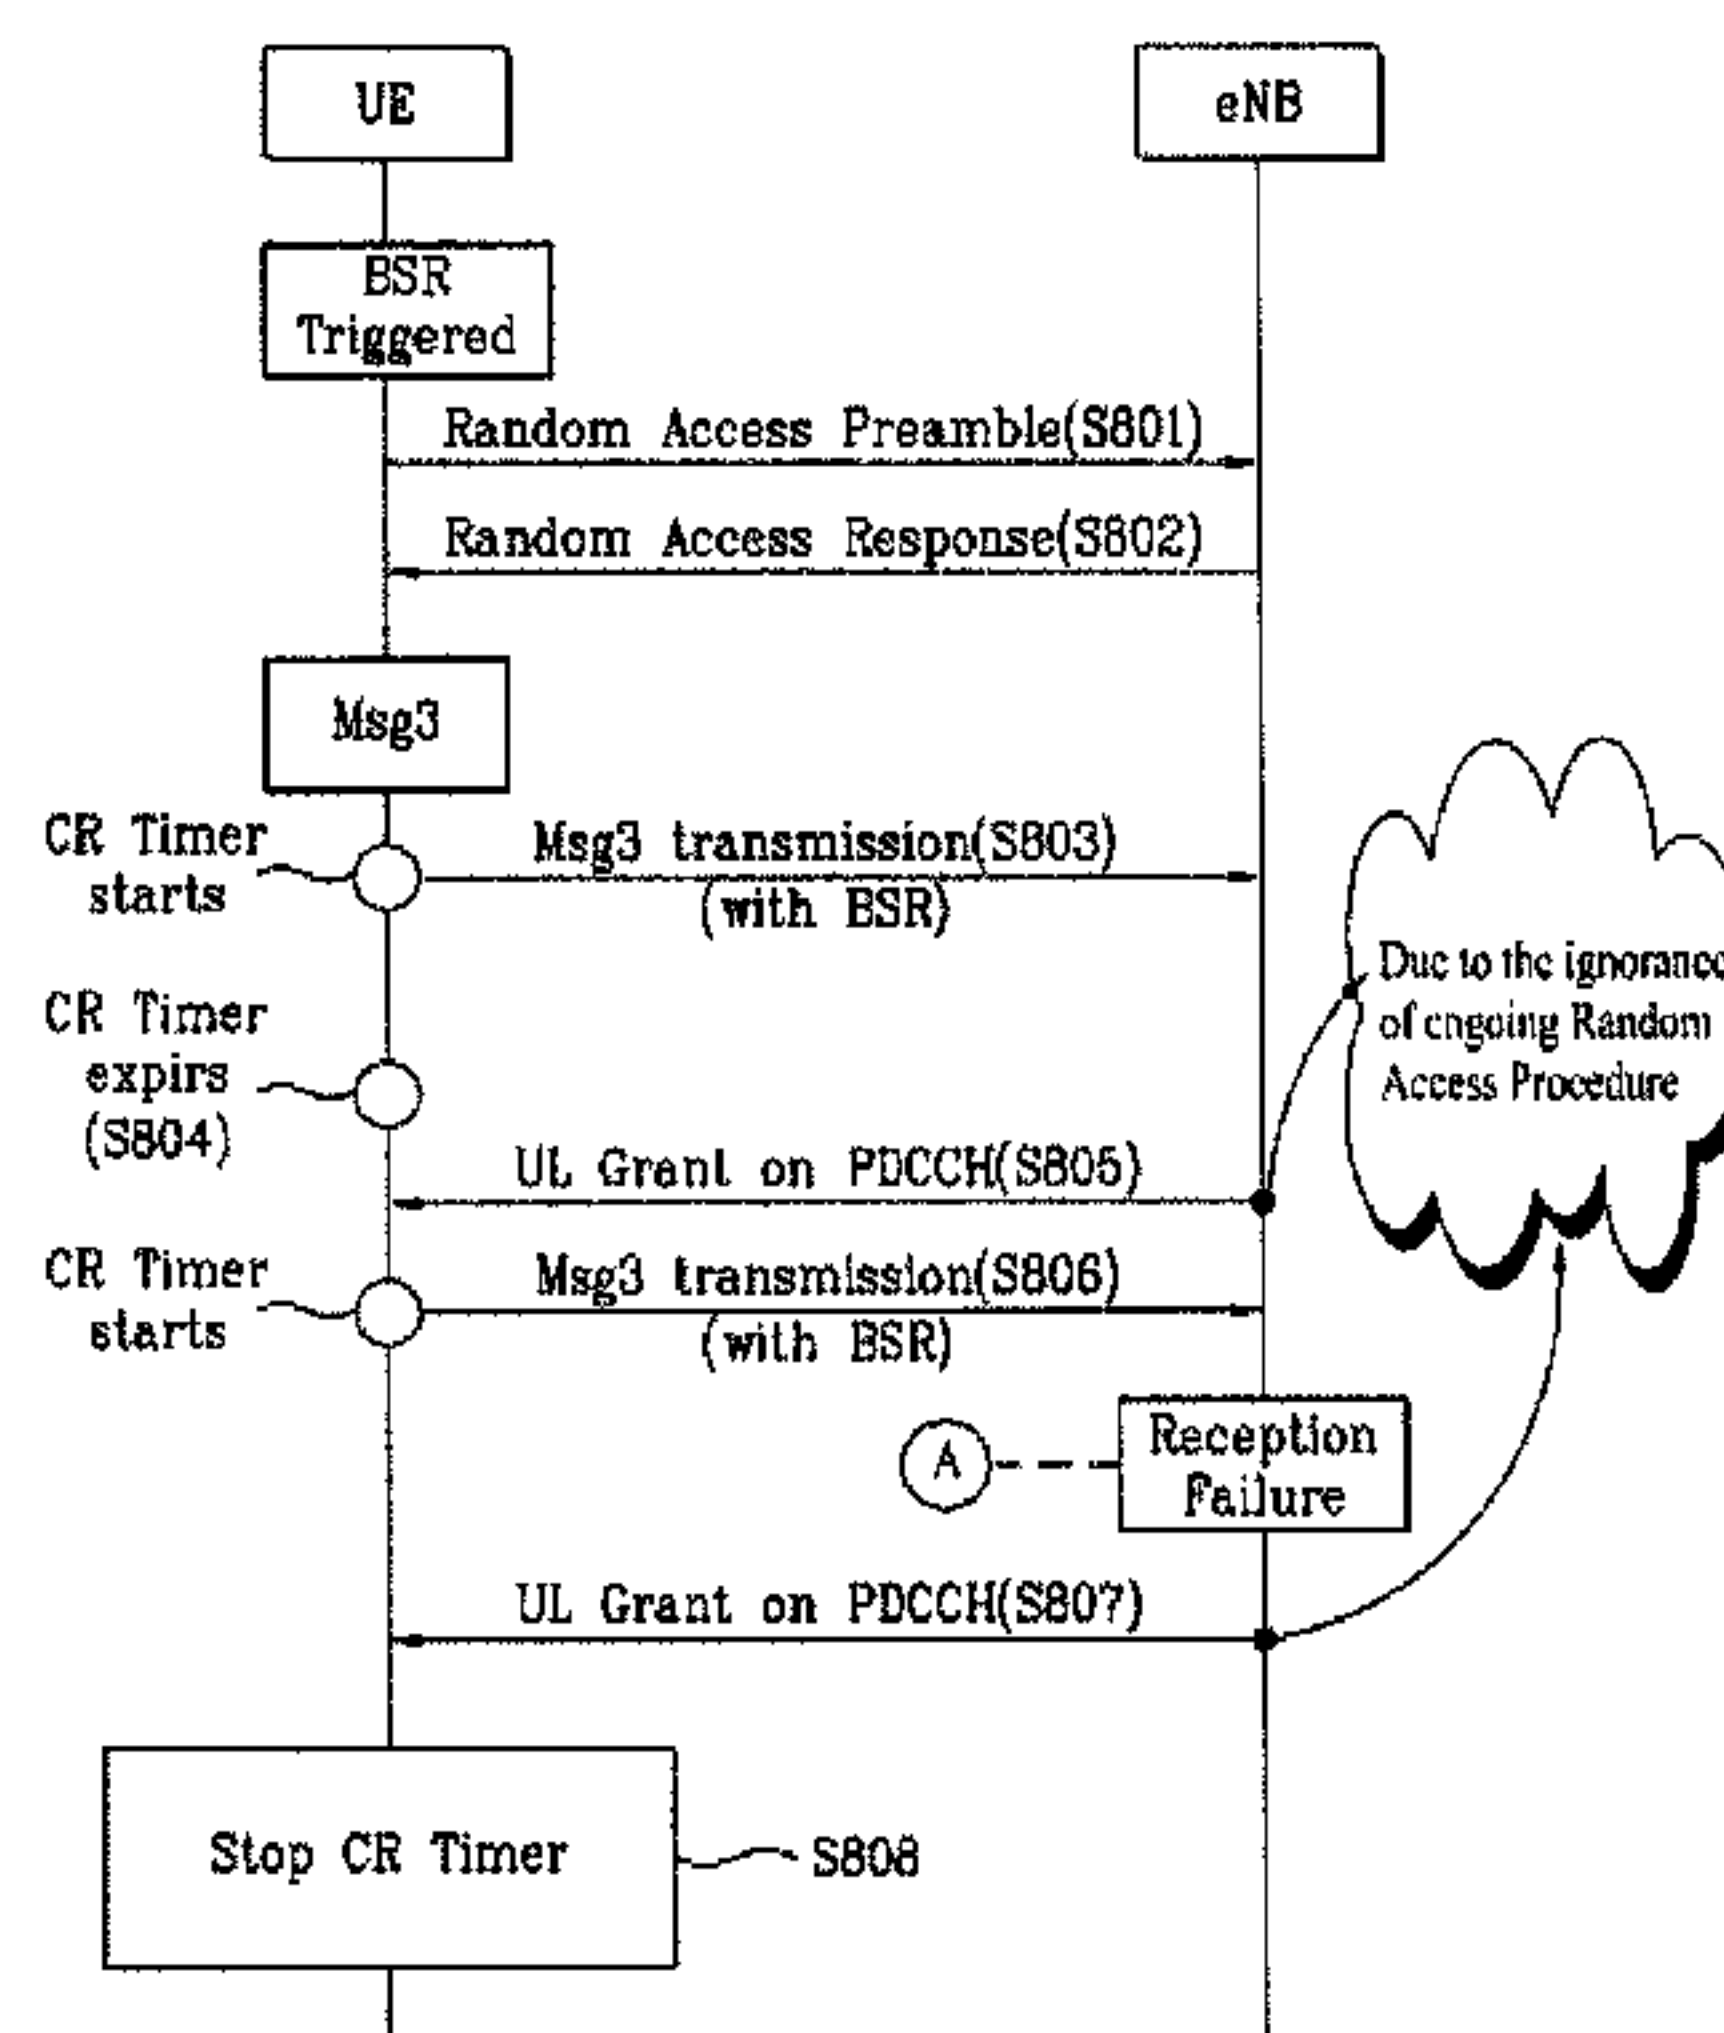 UE
eNB
BSR
Triggered
Random Access Preamble(S801)
Random Access Response(S802)
Msg3
CR Timer
starts
Msg3 transmission(S803)
(with BSR)
Due to the ignorance
of ongoing Random
Access Procedure
CR Timer
expirs
(S804)
UL Grant on PDCCH(S805)
CR Timer
starts
Msg3 transmission(S806)
(with BSR)
A
Reception
Failure
UL Grant on PDCCH(S807)
Stop CR Timer
S808